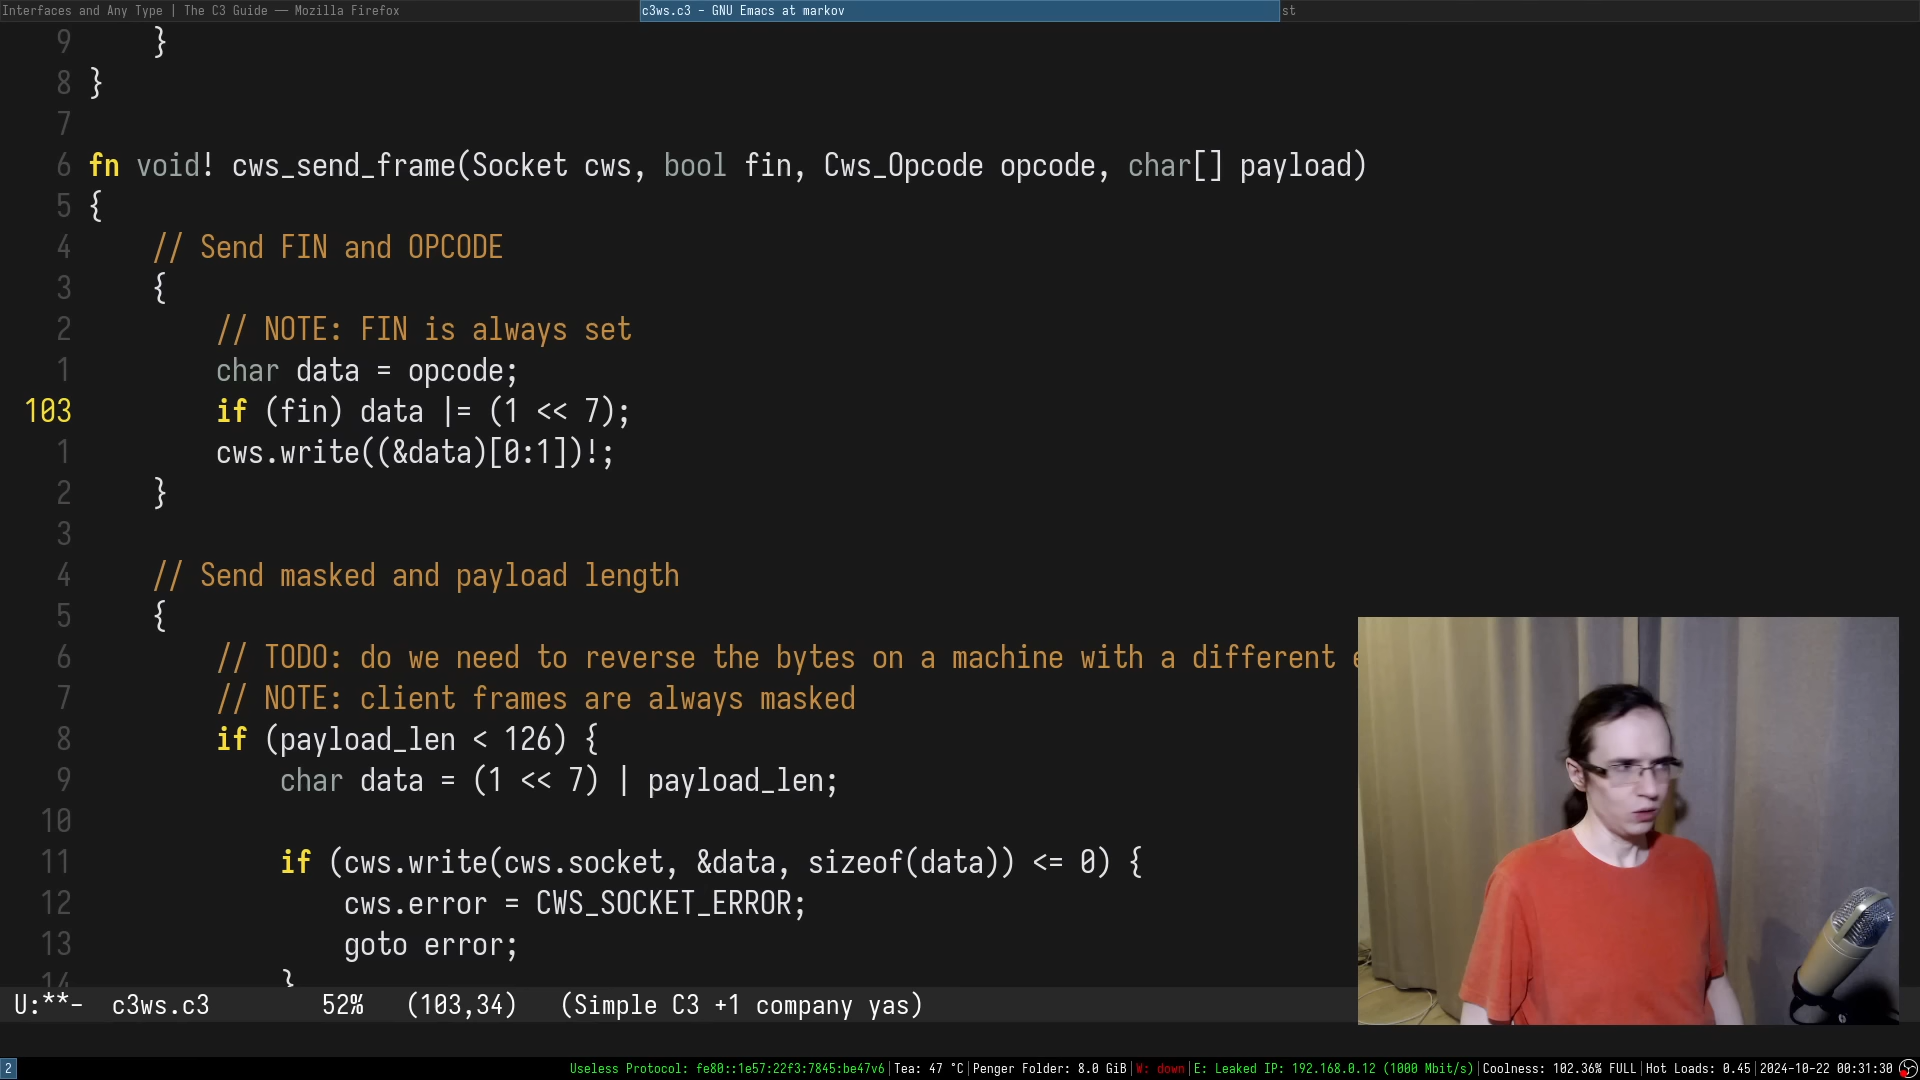 Interfaces and Any Type | The C3 Guide — Mozilla Firefox
c3ws.c3 - GNU Emacs at markov
st
9     }
8 }
7
6 fn void! cws_send_frame(Socket cws, bool fin, Cws_Opcode opcode, char[] payload)
5 {
4     // Send FIN and OPCODE
3     {
2         // NOTE: FIN is always set
1         char data = opcode;
103         if (fin) data |= (1 << 7);
1         cws.write((&data)[0:1])!;
2     }
3
4     // Send masked and payload length
5     {
6         // TODO: do we need to reverse the bytes on a machine with a different
7         // NOTE: client frames are always masked
8         if (payload_len < 126) {
9             char data = (1 << 7) | payload_len;
10
11             if (cws.write(cws.socket, &data, sizeof(data)) <= 0) {
12                 cws.error = CWS_SOCKET_ERROR;
13                 goto error;
14             }
U:**-  c3ws.c3       52%   (103,34)   (Simple C3 +1 company yas)
2
Useless Protocol: fe80::1e57:22f3:7845:be47v6|Tea: 47 °C|Penger Folder: 8.0 GiB|W: down|E: Leaked IP: 192.168.0.12 (1000 Mbit/s)|Coolness: 102.36% FULL|Hot Loads: 0.45|2024-10-22 00:31:30